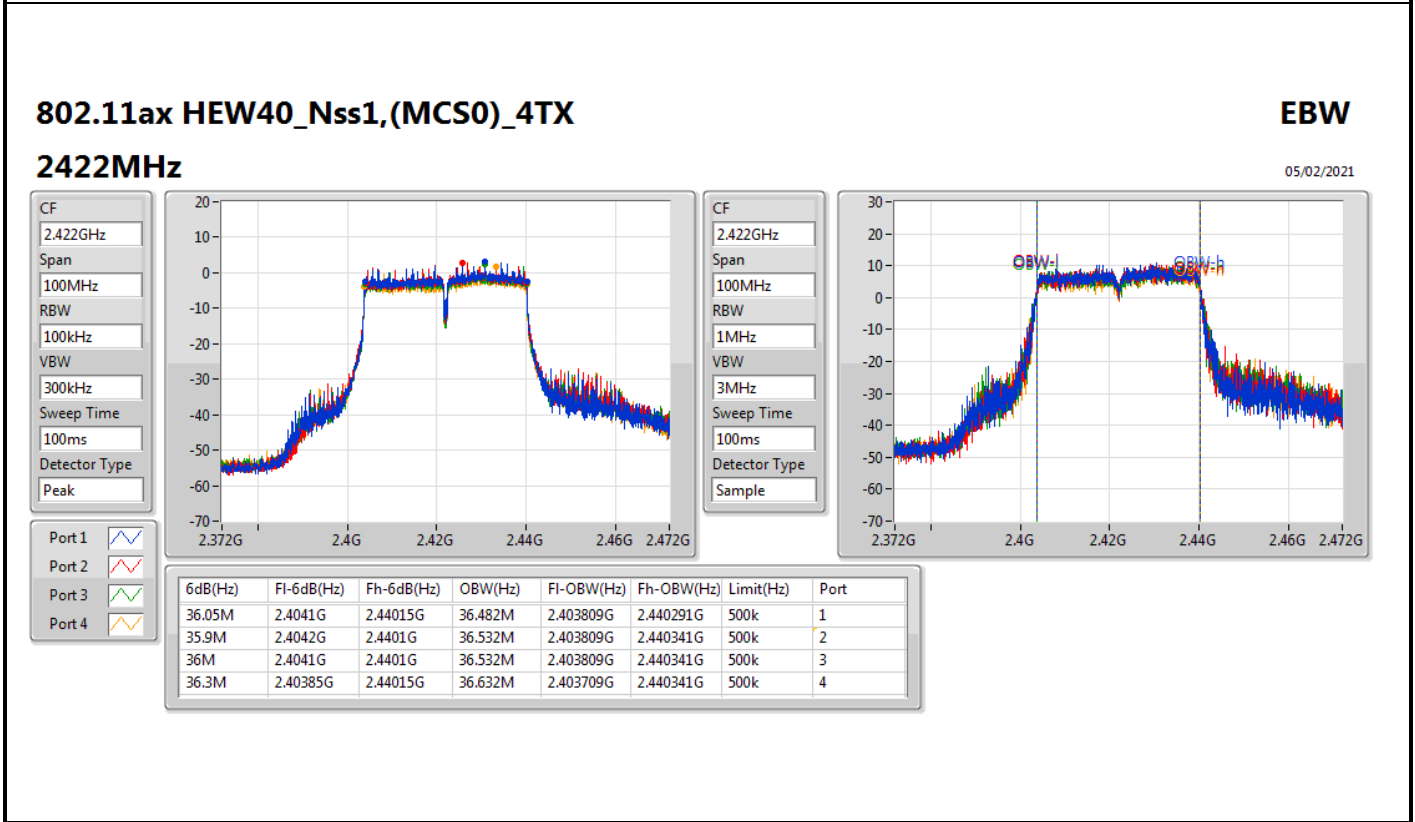 802.11ax HEW40_Nss1,(MCS0)_4TX
EBW
2422MHz
05/02/2021
CF
2.422GHz
Span
100MHz
RBW
100kHz
VBW
300kHz
Sweep Time
100ms
Detector Type
Peak
20
10
0
-10
-20
-30
-40
-50
-60
-70
2.372G 2.4G 2.42G 2.44G 2.46G 2.472G
CF
2.422GHz
Span
100MHz
RBW
1MHz
VBW
3MHz
Sweep Time
100ms
Detector Type
Sample
30
20
10
0
-10
-20
-30
-40
-50
-60
-70
OBW-l
OBW-h
2.372G 2.4G 2.42G 2.44G 2.46G 2.472G
Port 1
Port 2
Port 3
Port 4
6dB(Hz) Fl-6dB(Hz) Fh-6dB(Hz) OBW(Hz) Fl-OBW(Hz) Fh-OBW(Hz) Limit(Hz) Port
36.05M 2.4041G 2.44015G 36.482M 2.403809G 2.440291G 500k 1
35.9M 2.4042G 2.4401G 36.532M 2.403809G 2.440341G 500k 2
36M 2.4041G 2.4401G 36.532M 2.403809G 2.440341G 500k 3
36.3M 2.40385G 2.44015G 36.632M 2.403709G 2.440341G 500k 4